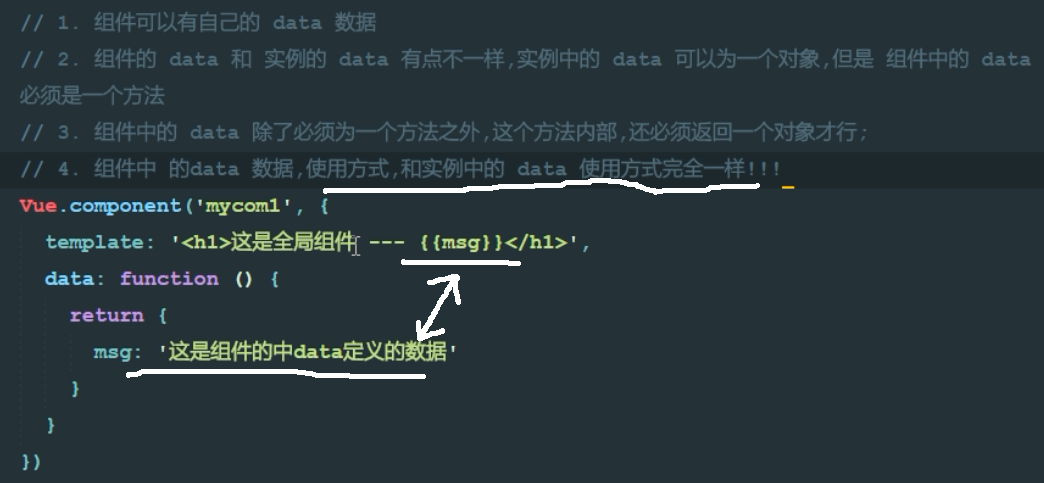 // 1. 组件可以有自己的 data 数据
// 2. 组件的 data 和 实例的 data 有点不一样,实例中的 data 可以为一个对象,但是 组件中的 data
必须是一个方法
// 3. 组件中的 data 除了必须为一个方法之外,这个方法内部,还必须返回一个对象才行;
// 4. 组件中 的data 数据,使用方式,和实例中的 data 使用方式完全一样!!!
Vue.component('mycom1', {
template: '<h1>这是全局组件 --- {{msg}}</h1>',
data: function () {
return {
msg: '这是组件的中data定义的数据'
}
}
})